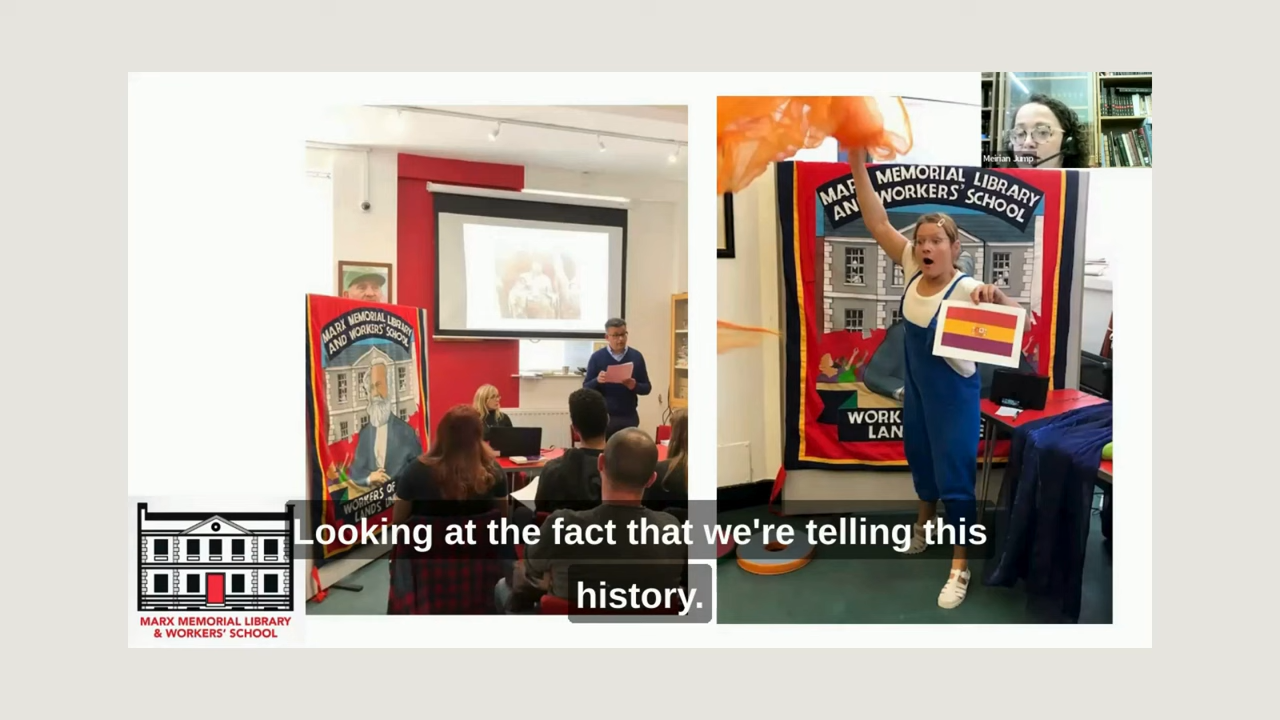 Meirian Jump
MARX MEMORIAL LIBRARY
AND WORKERS' SCHOOL
WORKERS OF
LANDS
MEMORIAL LIBRARY
AND WORKERS' SCHOOL
WORK
LAN
Looking at the fact that we're telling this
history.
MARX MEMORIAL LIBRARY
& WORKERS' SCHOOL